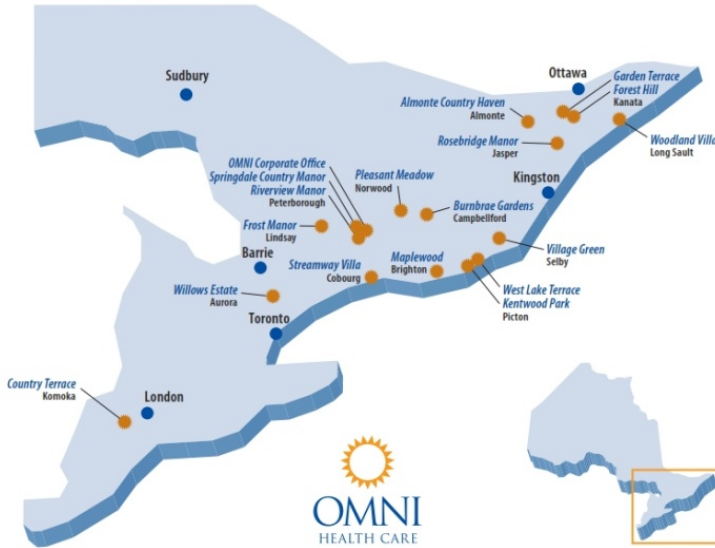 Sudbury
Ottawa
Garden Terrace
Forest Hill
Kanata
Almonte Country Haven
Almonte
Woodland Villa
Long Sault
Rosebridge Manor
Jasper
OMNI Corporate Office
Springdale Country Manor
Riverview Manor
Peterborough
Pleasant Meadow
Norwood
Kingston
Burnbrae Gardens
Campbellford
Frost Manor
Lindsay
Barrie
Village Green
Selby
Streamway Villa
Cobourg
Maplewood
Brighton
Willows Estate
Aurora
West Lake Terrace
Kentwood Park
Picton
Toronto
Country Terrace
Komoka
London
OMNI
HEALTH CARE